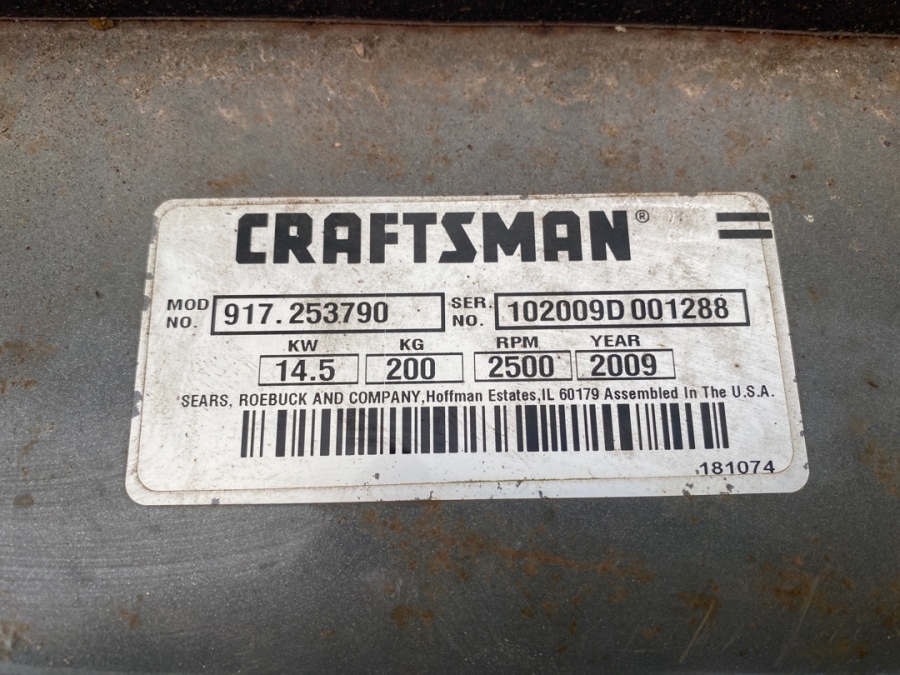 CRAFTSMAN®
MOD NO. 917.253790 SER. NO. 102009D 001288
KW KG RPM YEAR
14.5 200 2500 2009
SEARS, ROEBUCK AND COMPANY, Hoffman Estates, IL 60179 Assembled In The U.S.A.
181074